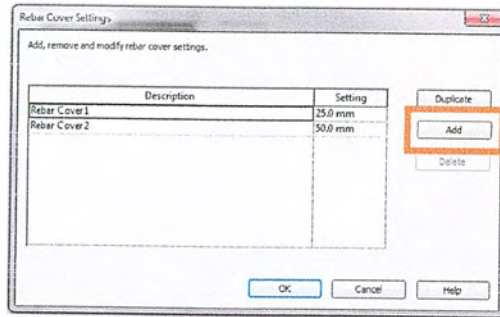 Rebar Cover Settings
Add, remove and modify rebar cover settings.
Description Setting
Rebar Cover1 25.0 mm
Rebar Cover2 50.0 mm
Duplicate
Add
Delete
OK Cancel Help